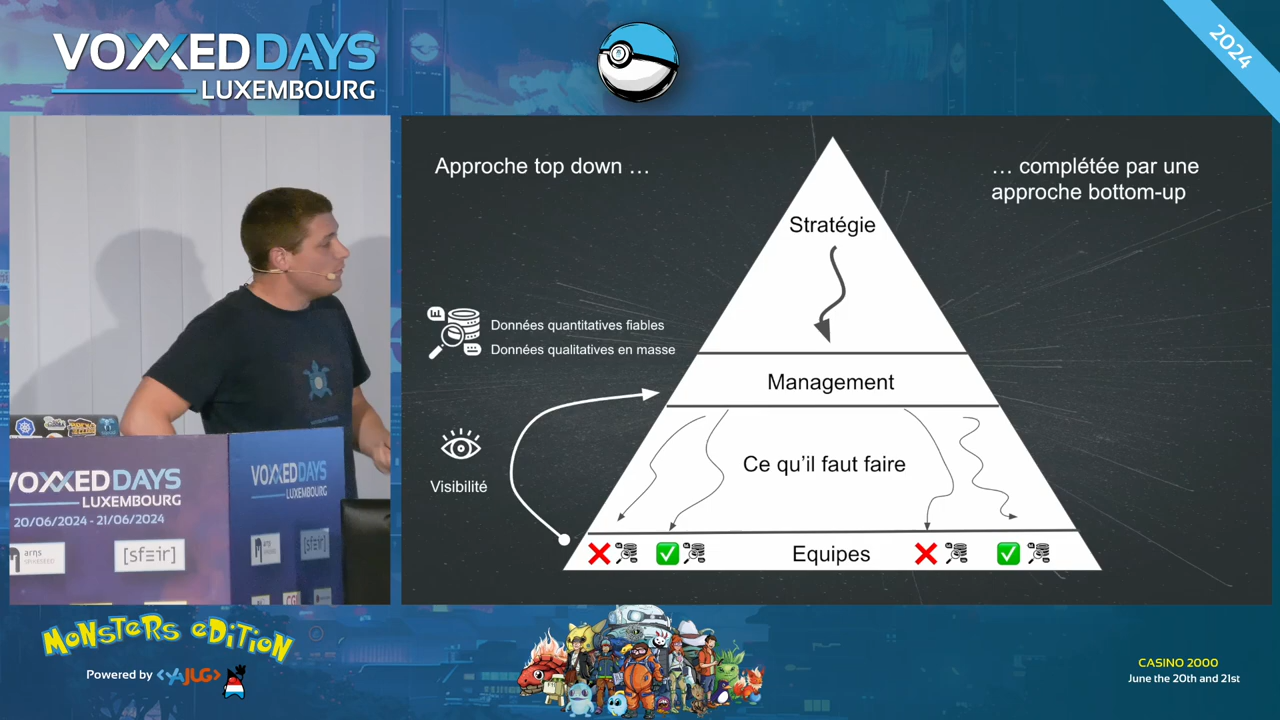 VOXXEDDAYS
LUXEMBOURG
2024
Approche top down …
… complétée par une
approche bottom-up
Stratégie
Données quantitatives fiables
Données qualitatives en masse
Management
Ce qu'il faut faire
Visibilité
Equipes
VOXXEDDAYS
LUXEMBOURG
20/06/2024 - 21/06/2024
arηs
[sfeir]
VOXXEDDAYS
LUXEMBOURG
[sfeir]
MONSTERS EDITION
Powered by <YAJUG>
CASINO 2000
June the 20th and 21st